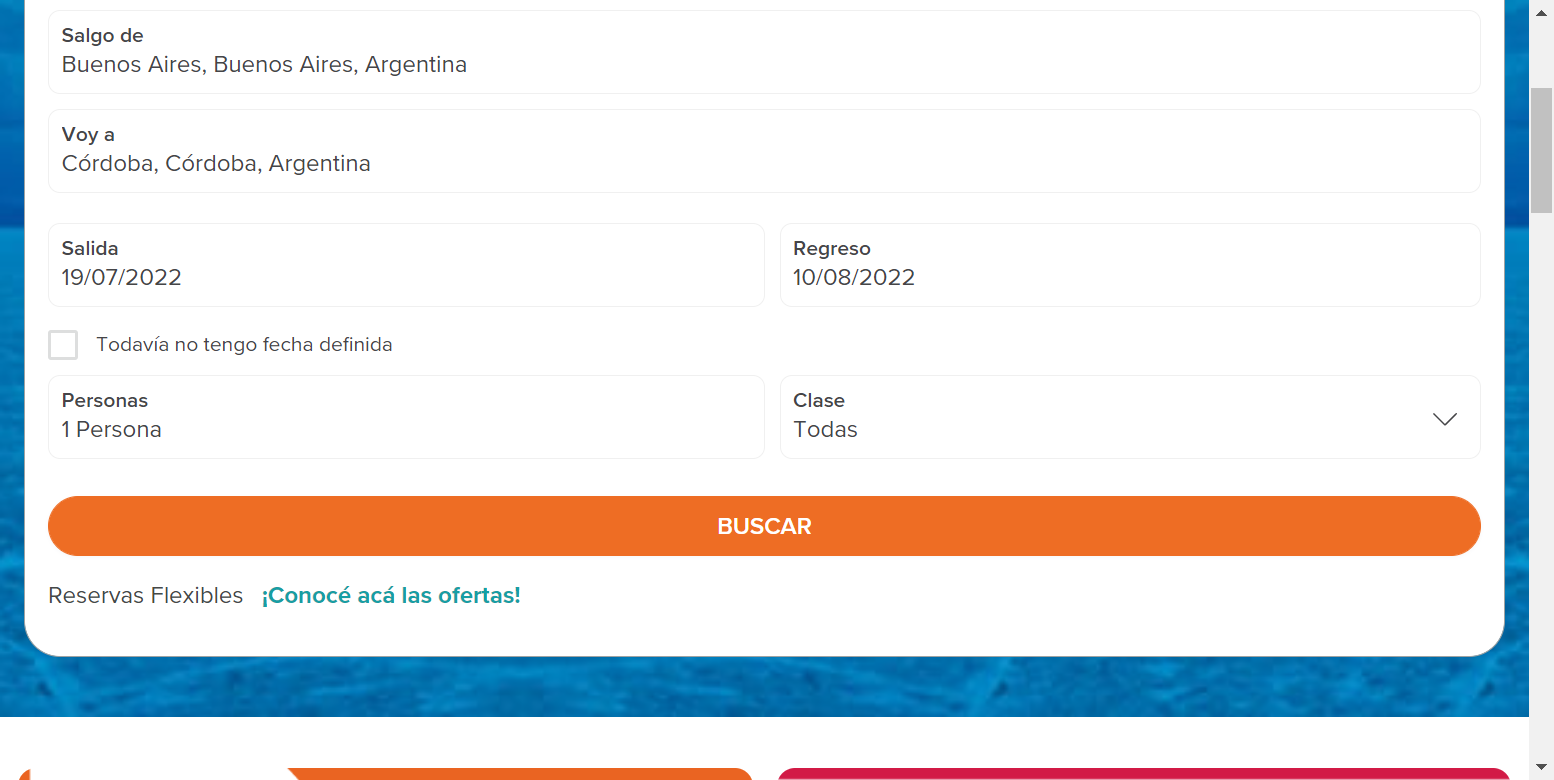 Salgo de
Buenos Aires, Buenos Aires, Argentina
Voy a
Córdoba, Córdoba, Argentina
Salida
19/07/2022
Regreso
10/08/2022
Todavía no tengo fecha definida
Personas
1 Persona
Clase
Todas
BUSCAR
Reservas Flexibles ¡Conocé acá las ofertas!